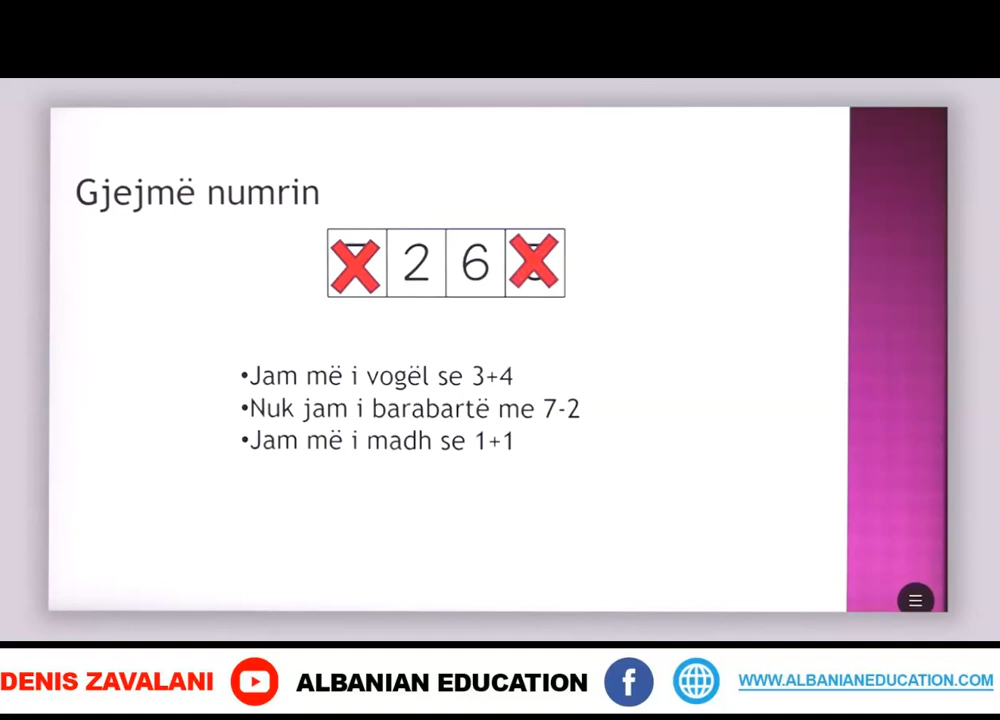 Gjejmë numrin
2 6
•Jam më i vogël se 3+4
•Nuk jam i barabartë me 7-2
•Jam më i madh se 1+1
DENIS ZAVALANI ALBANIAN EDUCATION f WWW.ALBANIANEDUCATION.COM